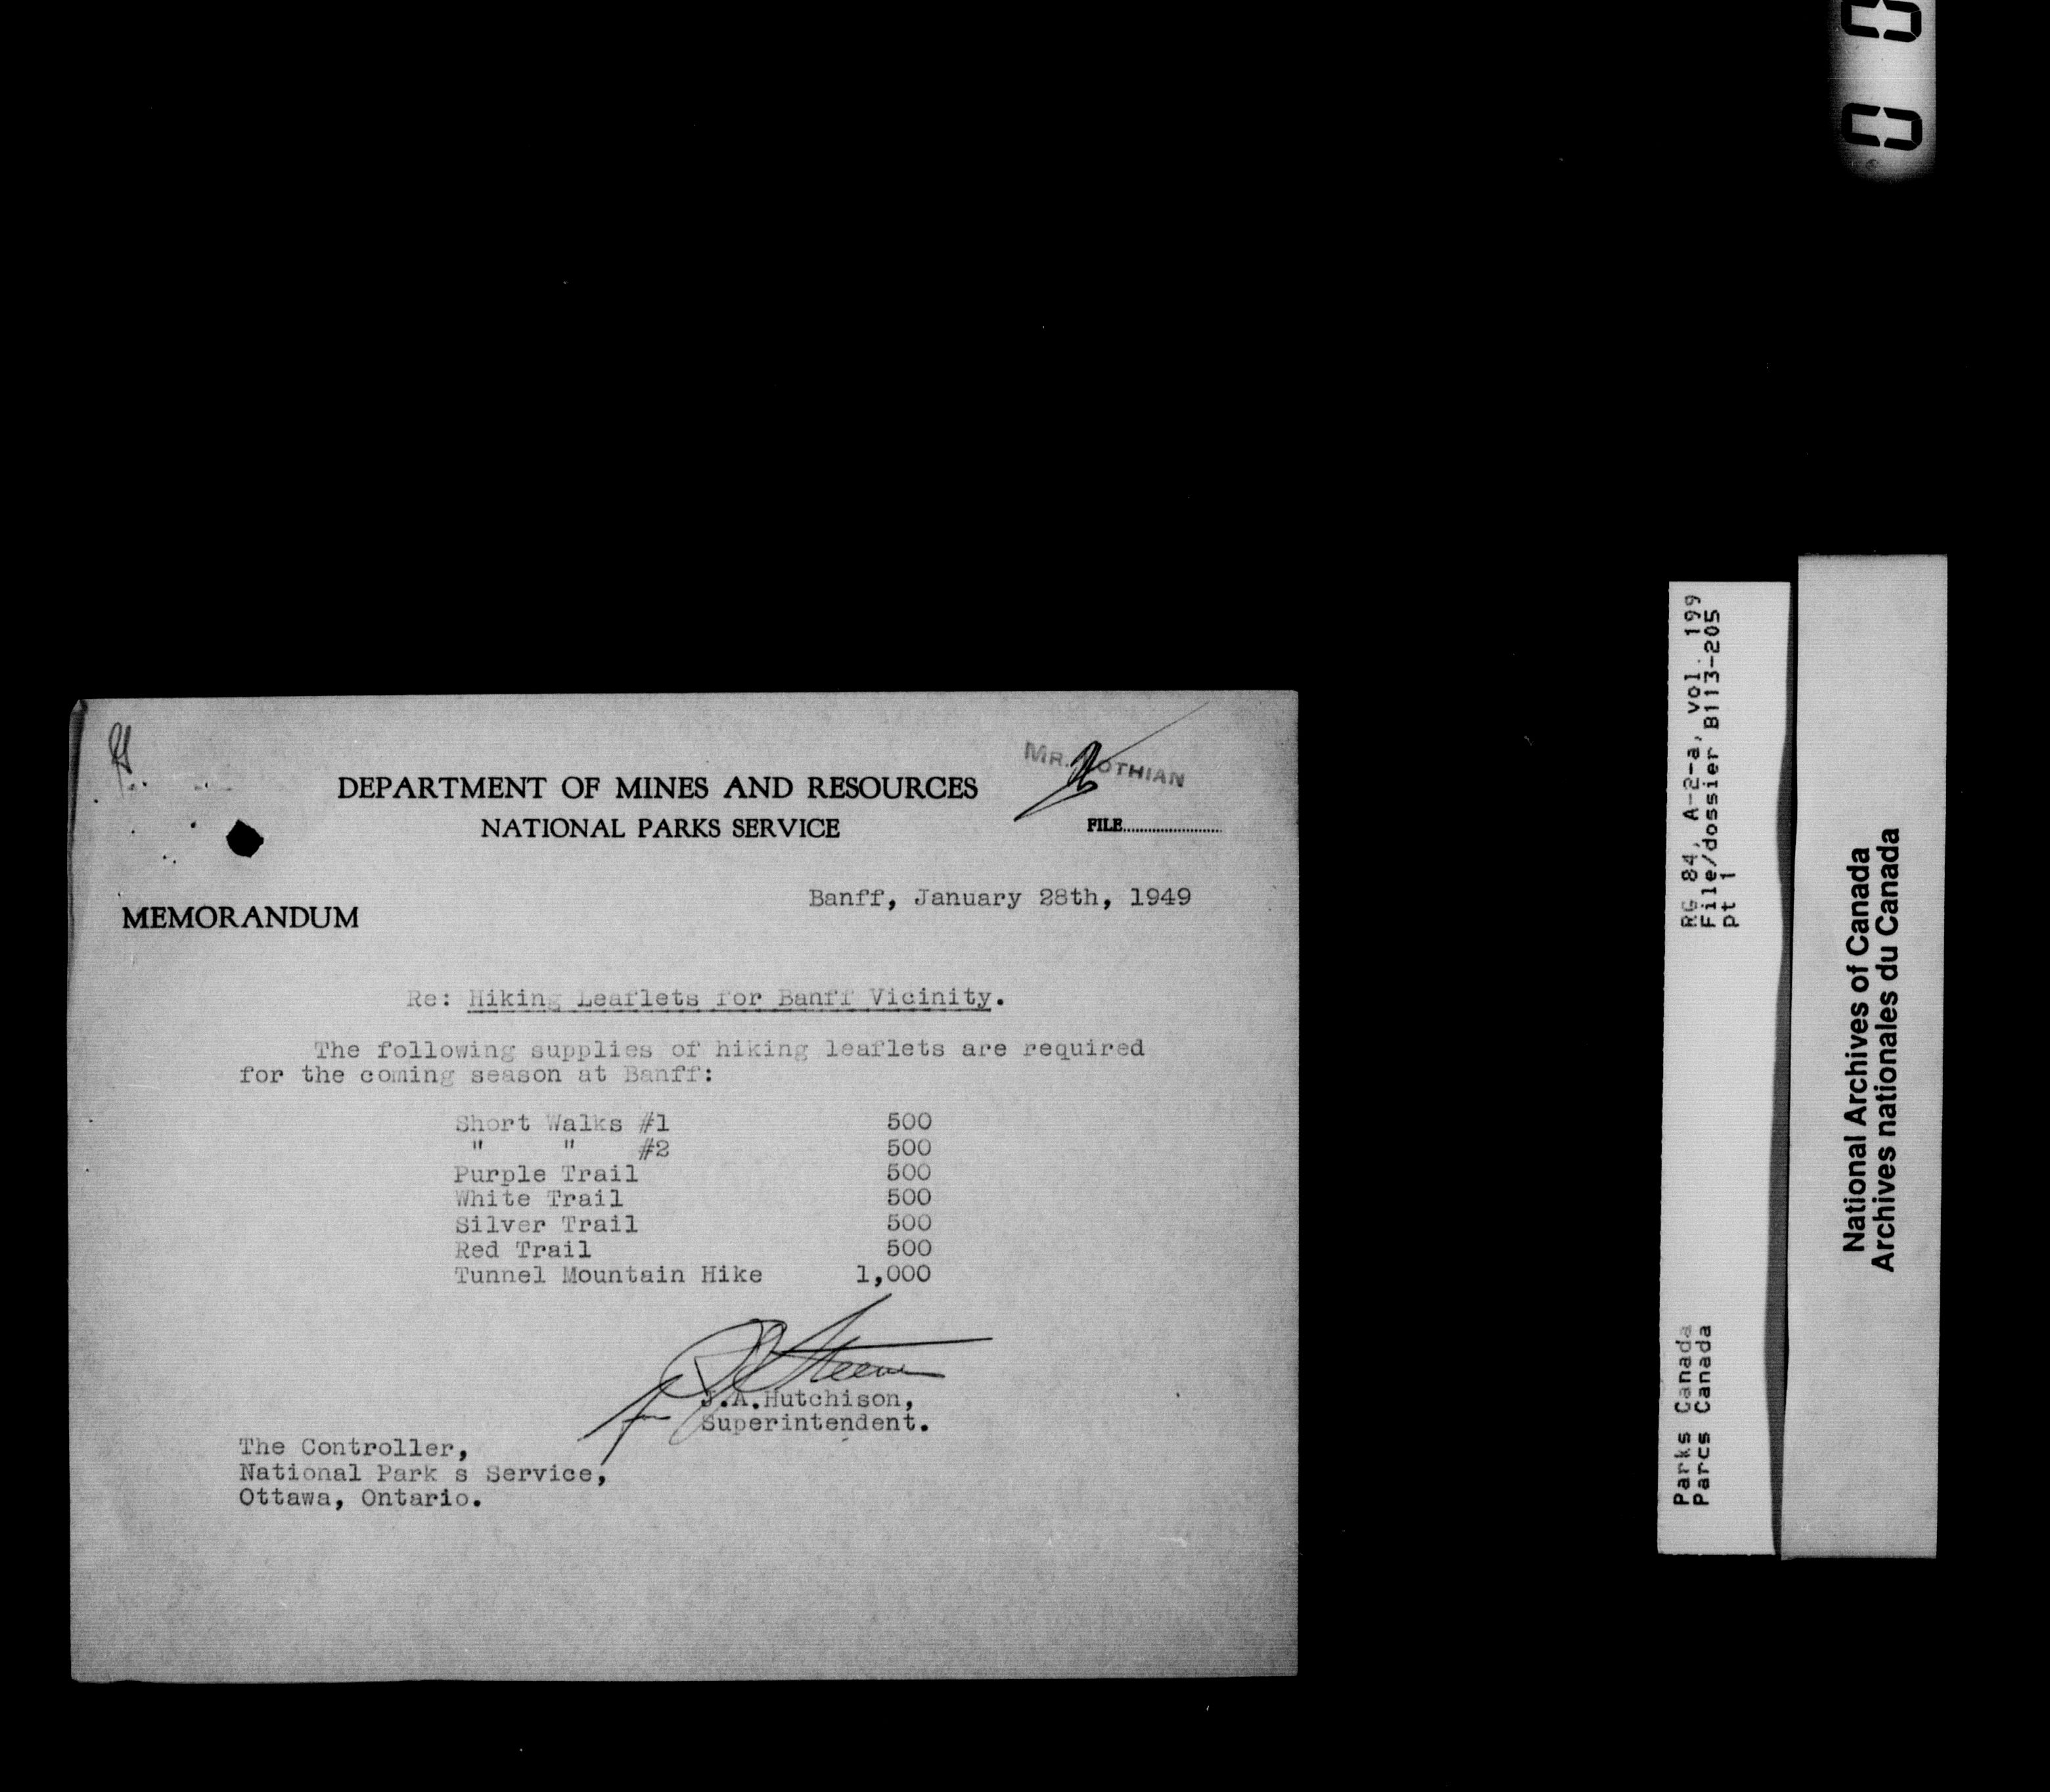 MR. LOTHIAN
DEPARTMENT OF MINES AND RESOURCES
NATIONAL PARKS SERVICE
FILE........................
Banff, January 28th, 1949
MEMORANDUM
Re: Hiking Leaflets for Banff Vicinity.
The following supplies of hiking leaflets are required
for the coming season at Banff:
Short Walks #1 500
" " #2 500
Purple Trail 500
White Trail 500
Silver Trail 500
Red Trail 500
Tunnel Mountain Hike 1,000
for
J.A.Hutchison,
Superintendent.
The Controller,
National Park s Service,
Ottawa, Ontario.
RG 84, A-2-a, vol. 199
File/dossier B113-205
pt 1
Parks Canada
Parcs Canada
National Archives of Canada
Archives nationales du Canada